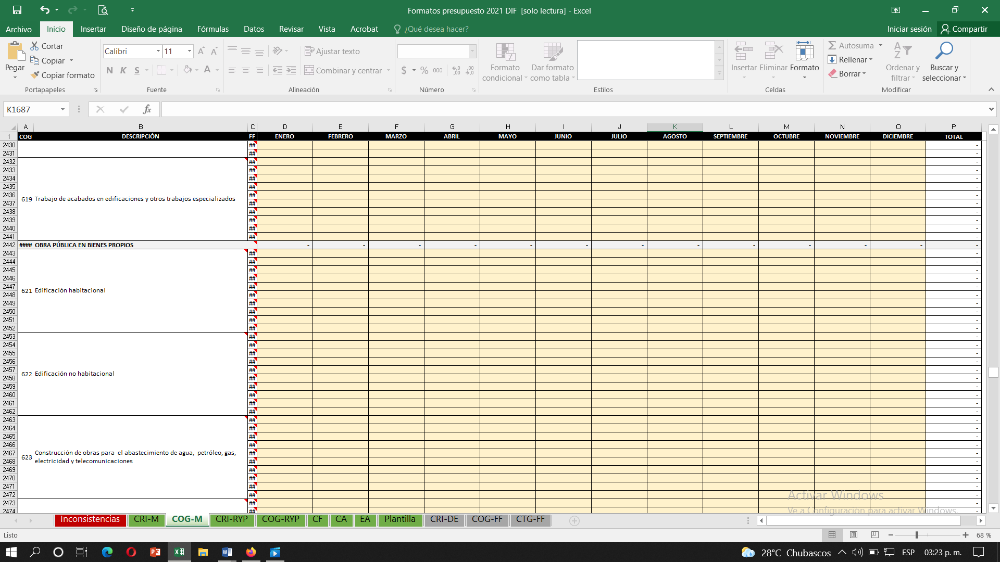 Formatos presupuesto 2021 DIF [solo lectura] - Excel
Archivo Inicio Insertar Diseño de página Fórmulas Datos Revisar Vista Acrobat ¿Qué desea hacer? Iniciar sesión Compartir
Pegar Cortar
Copiar
Copiar formato
Portapapeles
Calibri 11
N K S A
Fuente
Ajustar texto
Combinar y centrar
Alineación
$ % 000
Número
Formato condicional
Dar formato como tabla
Estilos
Insertar Eliminar Formato
Celdas
Autosuma
Rellenar
Borrar
Ordenar y filtrar
Buscar y seleccionar
Modificar
K1687 fx
A B C D E F G H I J K L M N O P
1 COG DESCRIPCIÓN FF ENERO FEBRERO MARZO ABRIL MAYO JUNIO JULIO AGOSTO SEPTIEMBRE OCTUBRE NOVIEMBRE DICIEMBRE TOTAL
2430 ## -
2431 ## -
2432 ## -
2433 ## -
2434 ## -
2435 ## -
2436 ## -
619 Trabajo de acabados en edificaciones y otros trabajos especializados
2437 ## -
2438 ## -
2439 ## -
2440 ## -
2441 ## -
2442 #### OBRA PÚBLICA EN BIENES PROPIOS - - - - - - - - - - - - -
2443 ## -
2444 ## -
2445 ## -
2446 ## -
2447 ## -
621 Edificación habitacional
2448 ## -
2449 ## -
2450 ## -
2451 ## -
2452 ## -
2453 ## -
2454 ## -
2455 ## -
2456 ## -
2457 ## -
622 Edificación no habitacional
2458 ## -
2459 ## -
2460 ## -
2461 ## -
2462 ## -
2463 ## -
2464 ## -
2465 ## -
2466 ## -
2467 ## -
623 Construcción de obras para el abastecimiento de agua, petróleo, gas,
electricidad y telecomunicaciones
2468 ## -
2469 ## -
2470 ## -
2471 ## -
2472 ## -
2473 ## -
2474 ## -
Activar Windows
Ve a Configuración para activar Windows.
Inconsistencias CRI-M COG-M CRI-RYP COG-RYP CF CA EA Plantilla CRI-DE COG-FF CTG-FF
Listo 68 %
28°C Chubascos ESP 03:23 p. m.